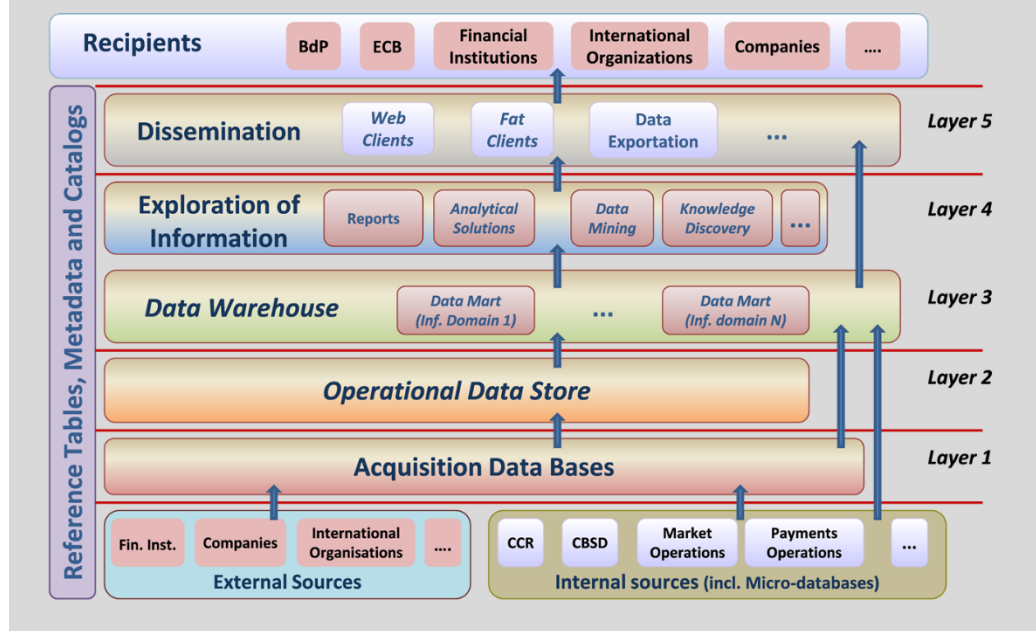 Recipients
BdP
ECB
Financial
Institutions
International
Organizations
Companies
....
Reference Tables, Metadata and Catalogs
Dissemination
Web
Clients
Fat
Clients
Data
Exportation
...
Layer 5
Exploration of
Information
Reports
Analytical
Solutions
Data
Mining
Knowledge
Discovery
...
Layer 4
Data Warehouse
Data Mart
(Inf. Domain 1)
...
Data Mart
(Inf. domain N)
Layer 3
Operational Data Store
Layer 2
Acquisition Data Bases
Layer 1
Fin. Inst.
Companies
International
Organisations
....
External Sources
CCR
CBSD
Market
Operations
Payments
Operations
...
Internal sources (incl. Micro-databases)